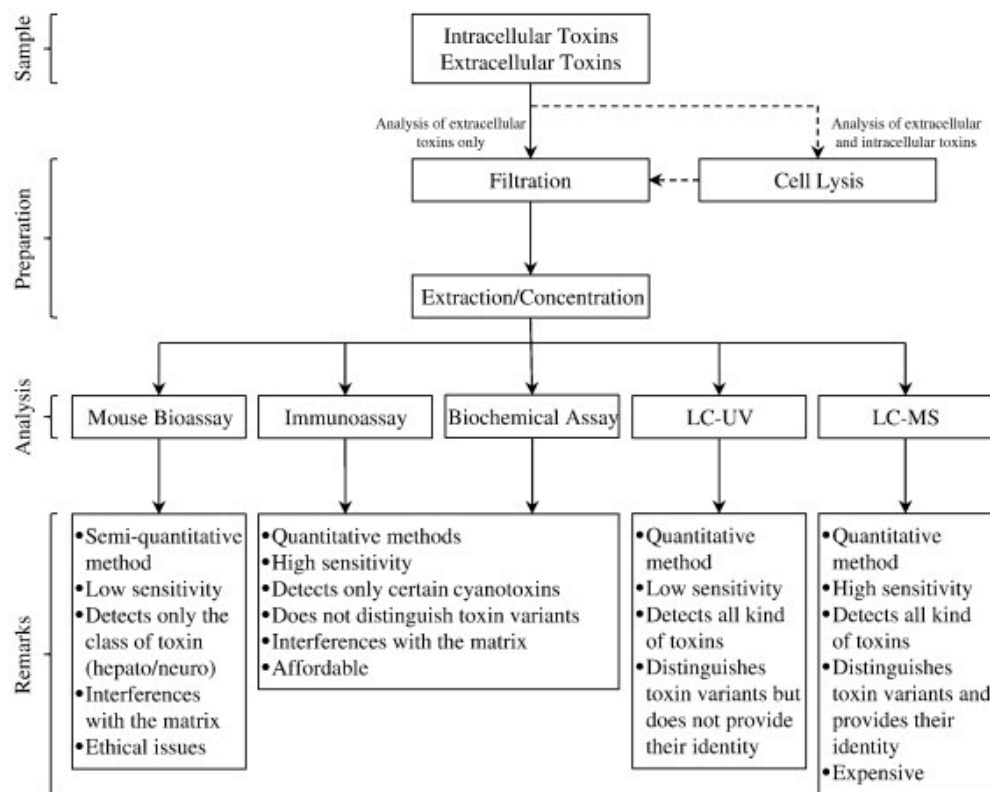 Sample
Intracellular Toxins
Extracellular Toxins
Analysis of extracellular
toxins only
Analysis of extracellular
and intracellular toxins
Preparation
Filtration
Cell Lysis
Extraction/Concentration
Analysis
Mouse Bioassay
Immunoassay
Biochemical Assay
LC-UV
LC-MS
Remarks
•Semi-quantitative
method
•Low sensitivity
•Detects only the
class of toxin
(hepato/neuro)
•Interferences
with the matrix
•Ethical issues
•Quantitative methods
•High sensitivity
•Detects only certain cyanotoxins
•Does not distinguish toxin variants
•Interferences with the matrix
•Affordable
•Quantitative
method
•Low sensitivity
•Detects all kind
of toxins
•Distinguishes
toxin variants but
does not provide
their identity
•Quantitative
method
•High sensitivity
•Detects all kind
of toxins
•Distinguishes
toxin variants and
provides their
identity
•Expensive